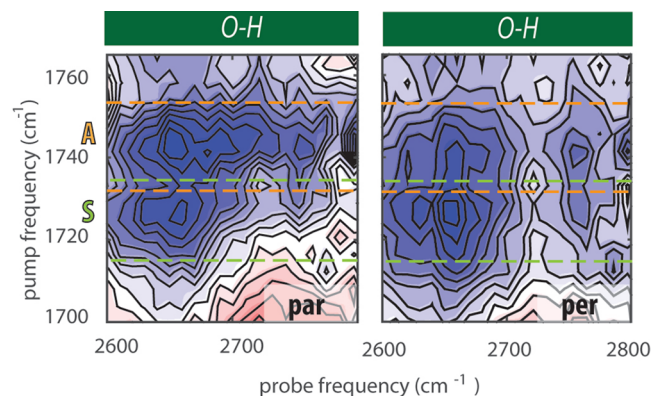 O-H O-H
1760
A
1740
S
1720
1700
pump frequency (cm⁻¹)
par per
2600 2700 2600 2700 2800
probe frequency (cm ⁻¹ )